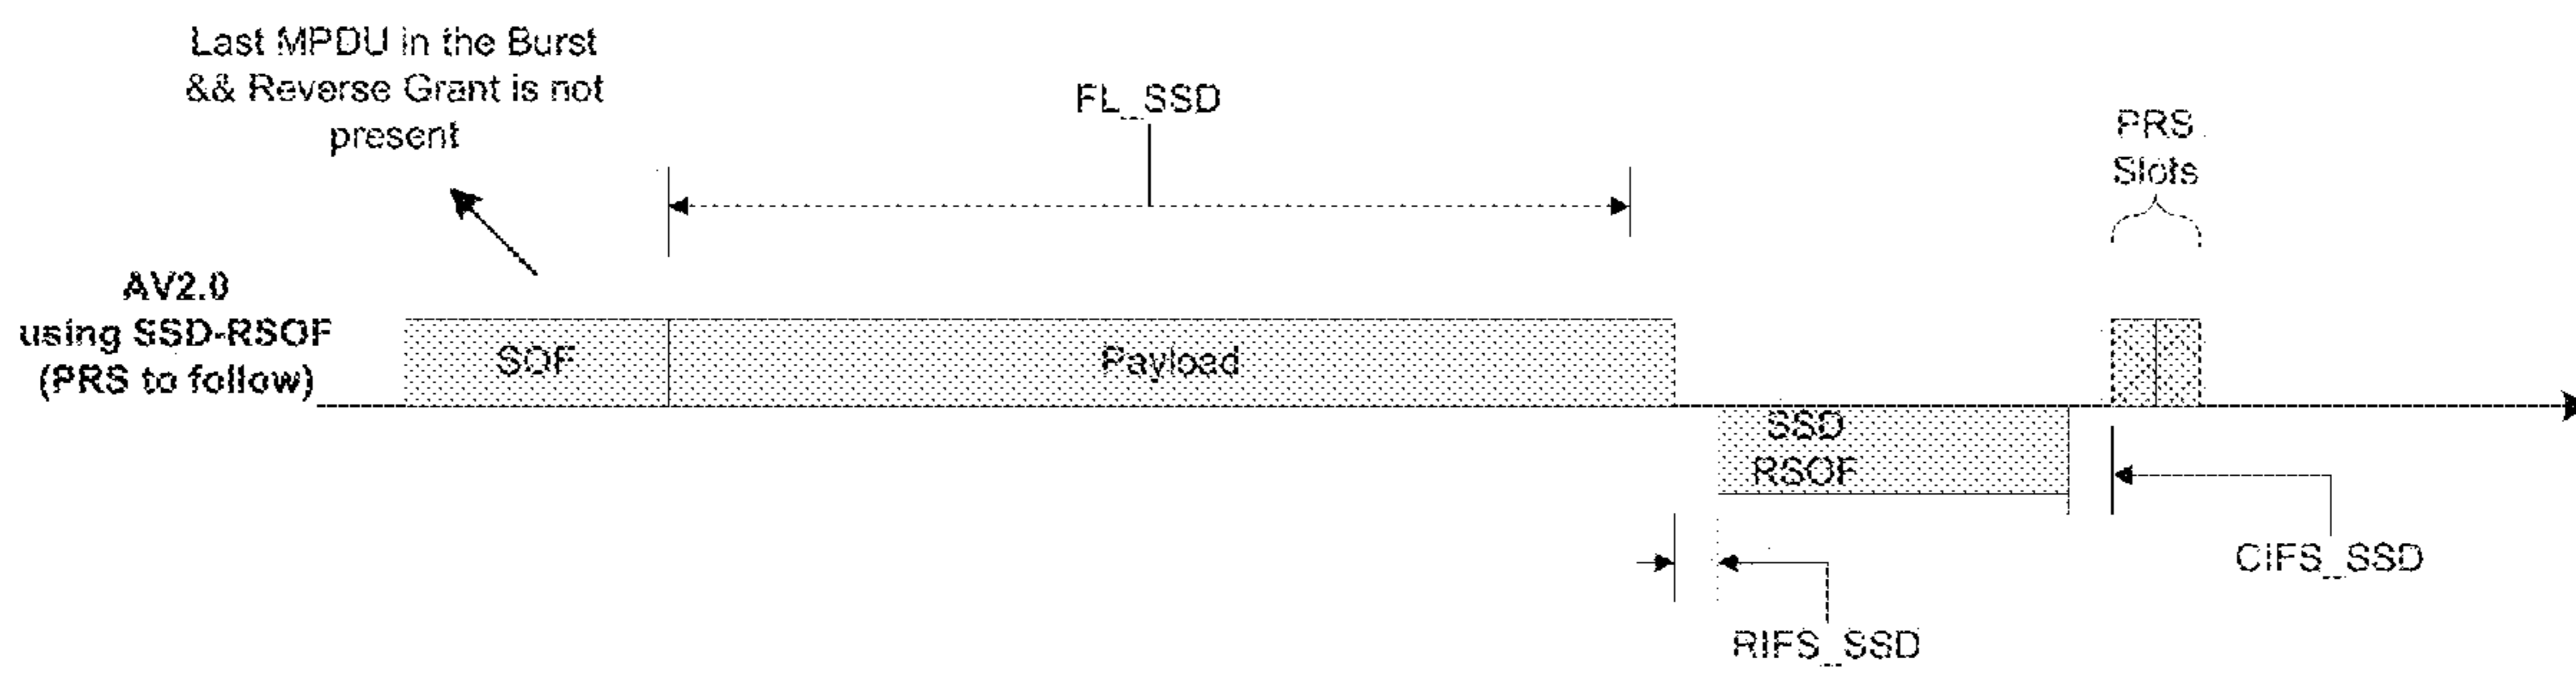 Last MPDU in the Burst
&& Reverse Grant is not
present
FL_SSD
PRS
Slots
AV2.0
using SSD-RSOF
(PRS to follow)
SOF
Payload
SSD
RSOF
CIFS_SSD
RIFS_SSD